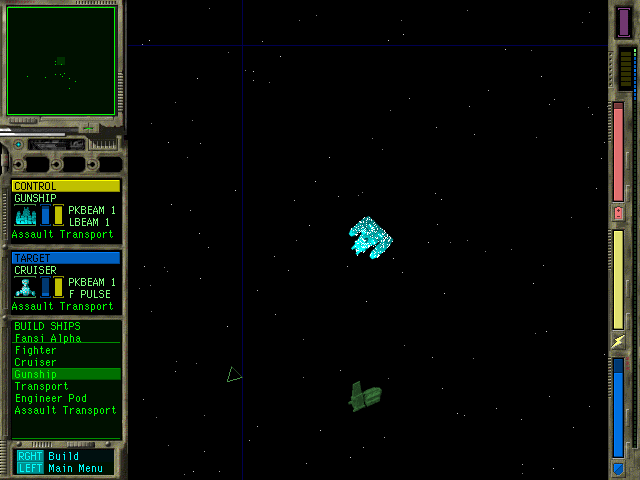 CONTROL
GUNSHIP
PKBEAM 1
LBEAM 1
Assault Transport
TARGET
CRUISER
PKBEAM 1
F PULSE
Assault Transport
BUILD SHIPS
Fansi Alpha
Fighter
Cruiser
Gunship
Transport
Engineer Pod
Assault Transport
RGHT Build
LEFT Main Menu